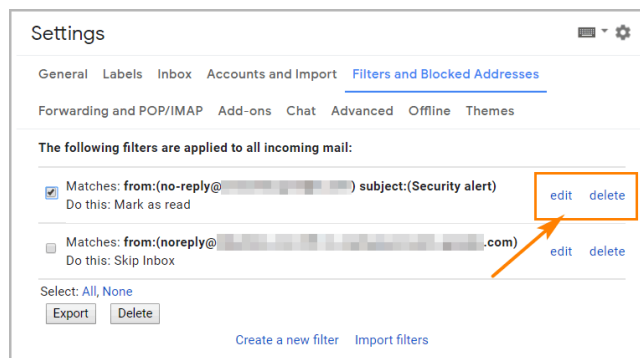 Settings
General Labels Inbox Accounts and Import Filters and Blocked Addresses
Forwarding and POP/IMAP Add-ons Chat Advanced Offline Themes
The following filters are applied to all incoming mail:
Matches: from:(no-reply@ ) subject:(Security alert) edit delete
Do this: Mark as read
Matches: from:(noreply@ .com) edit delete
Do this: Skip Inbox
Select: All, None
Export Delete
Create a new filter Import filters